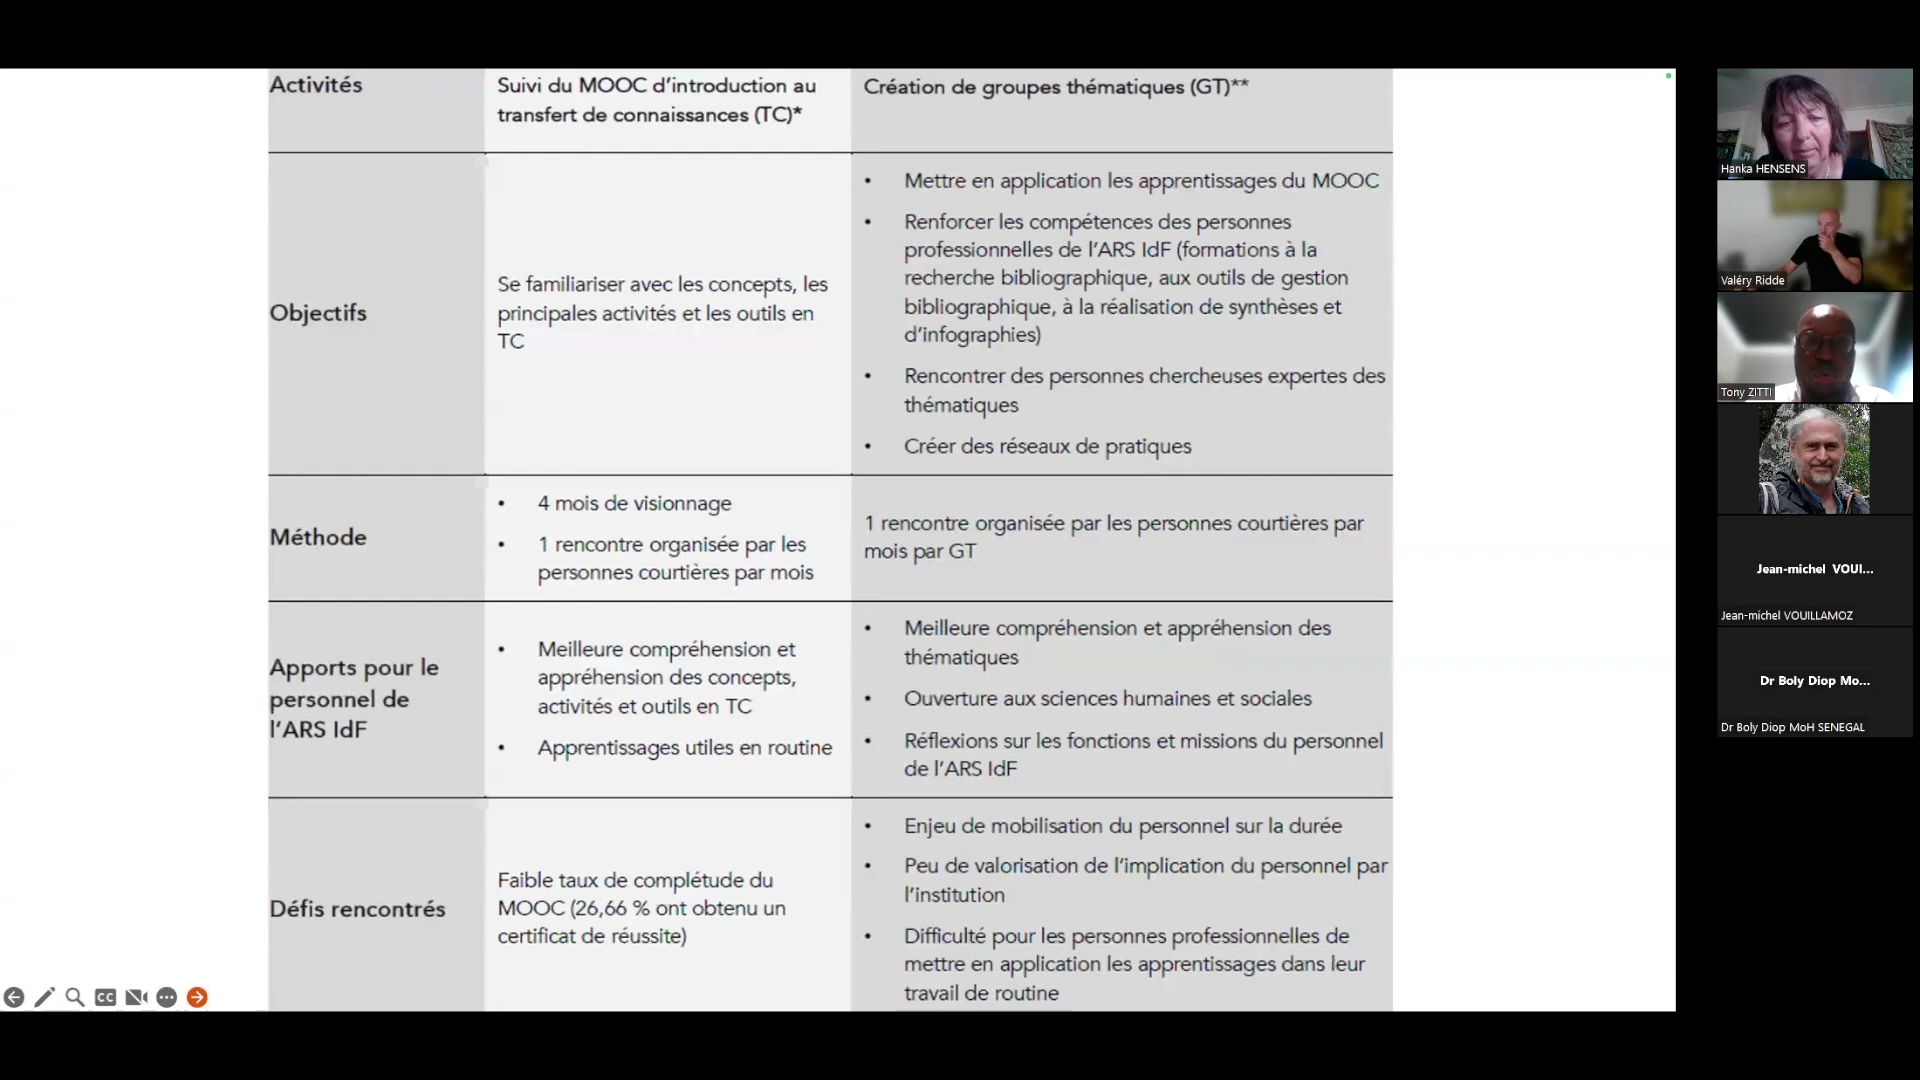 Activités
Suivi du MOOC d’introduction au
transfert de connaissances (TC)*
Création de groupes thématiques (GT)**
Objectifs
Se familiariser avec les concepts, les
principales activités et les outils en
TC
• Mettre en application les apprentissages du MOOC
• Renforcer les compétences des personnes
professionnelles de l’ARS IdF (formations à la
recherche bibliographique, aux outils de gestion
bibliographique, à la réalisation de synthèses et
d’infographies)
• Rencontrer des personnes chercheuses expertes des
thématiques
• Créer des réseaux de pratiques
Méthode
• 4 mois de visionnage
• 1 rencontre organisée par les
personnes courtières par mois
1 rencontre organisée par les personnes courtières par
mois par GT
Apports pour le
personnel de
l’ARS IdF
• Meilleure compréhension et
appréhension des concepts,
activités et outils en TC
• Apprentissages utiles en routine
• Meilleure compréhension et appréhension des
thématiques
• Ouverture aux sciences humaines et sociales
• Réflexions sur les fonctions et missions du personnel
de l’ARS IdF
Défis rencontrés
Faible taux de complétude du
MOOC (26,66 % ont obtenu un
certificat de réussite)
• Enjeu de mobilisation du personnel sur la durée
• Peu de valorisation de l’implication du personnel par
l’institution
• Difficulté pour les personnes professionnelles de
mettre en application les apprentissages dans leur
travail de routine
CC
Hanka HENSENS
Valéry Ridde
Tony ZITTI
Jean-michel VOUI...
Jean-michel VOUILLAMOZ
Dr Boly Diop Mo...
Dr Boly Diop MoH SENEGAL